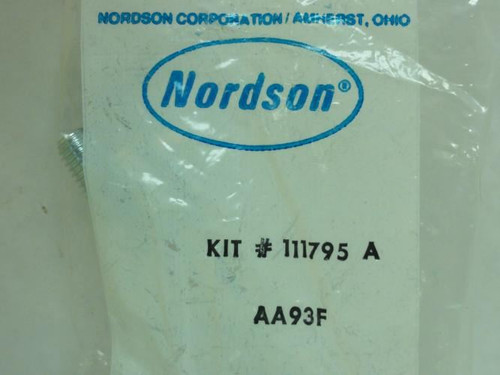 NORDSON CORPORATION / AMHERST, OHIO
Nordson®
KIT # 111795 A
AA93F